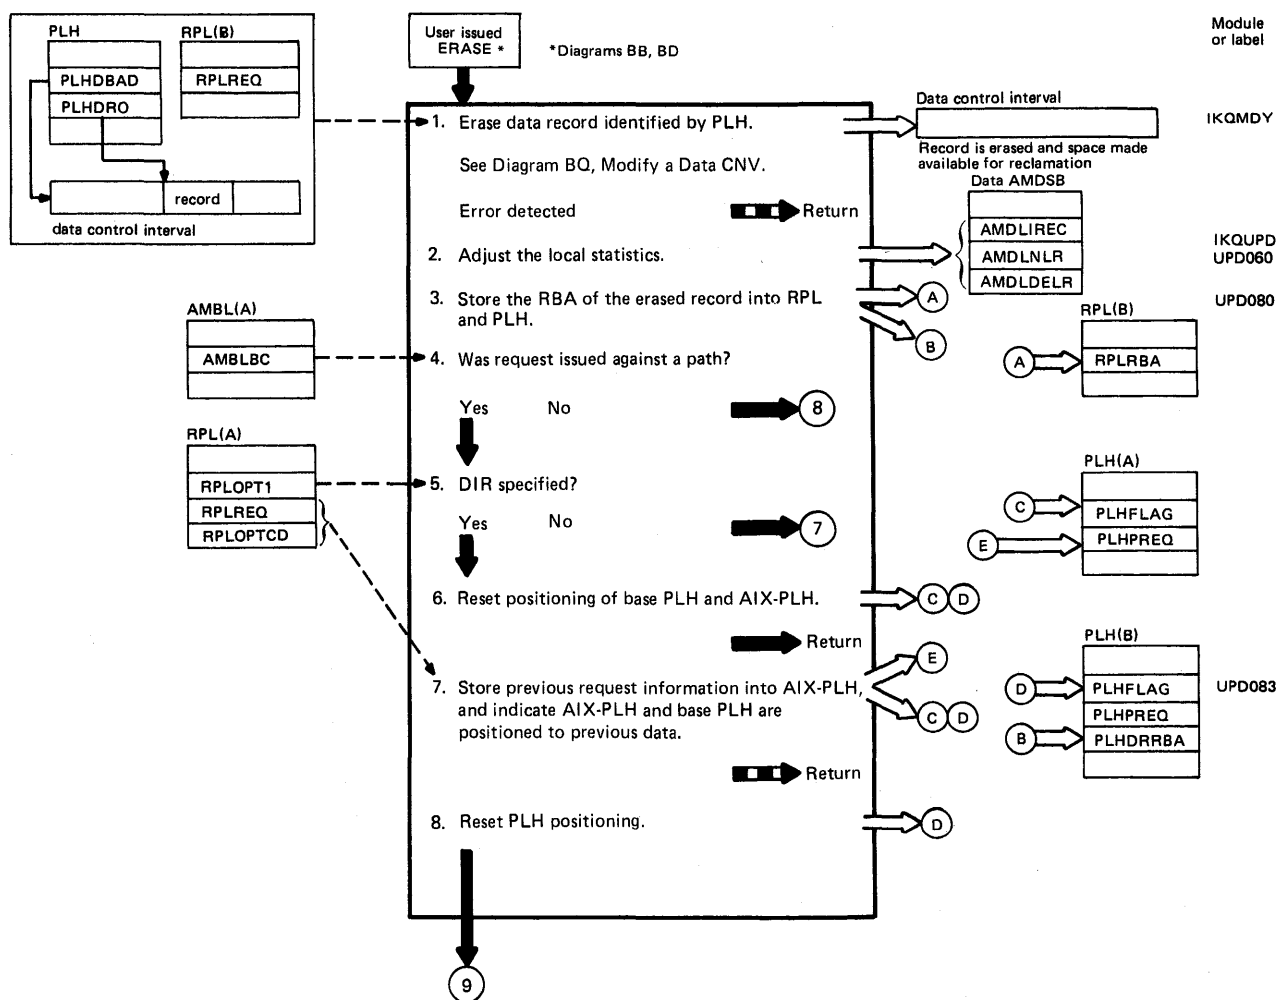 PLH
RPL(B)
PLHDBAD
RPLREQ
PLHDRO
record
data control interval
User issued
ERASE *
*Diagrams BB, BD
Module
or label
1. Erase data record identified by PLH.
See Diagram BQ, Modify a Data CNV.
Error detected
Return
Data control interval
Record is erased and space made
available for reclamation
IKQMDY
Data AMDSB
AMDLIREC
AMDLNLR
AMDLDELR
2. Adjust the local statistics.
IKQUPD
UPD060
3. Store the RBA of the erased record into RPL
and PLH.
A
B
UPD080
AMBL(A)
AMBLBC
4. Was request issued against a path?
Yes
No
8
RPL(B)
A
RPLRBA
RPL(A)
RPLOPT1
RPLREQ
RPLOPTCD
5. DIR specified?
Yes
No
7
PLH(A)
C
PLHFLAG
E
PLHPREQ
6. Reset positioning of base PLH and AIX-PLH.
C
D
Return
7. Store previous request information into AIX-PLH,
and indicate AIX-PLH and base PLH are
positioned to previous data.
E
C
D
Return
PLH(B)
D
PLHFLAG
PLHPREQ
B
PLHDRRBA
UPD083
8. Reset PLH positioning.
D
9